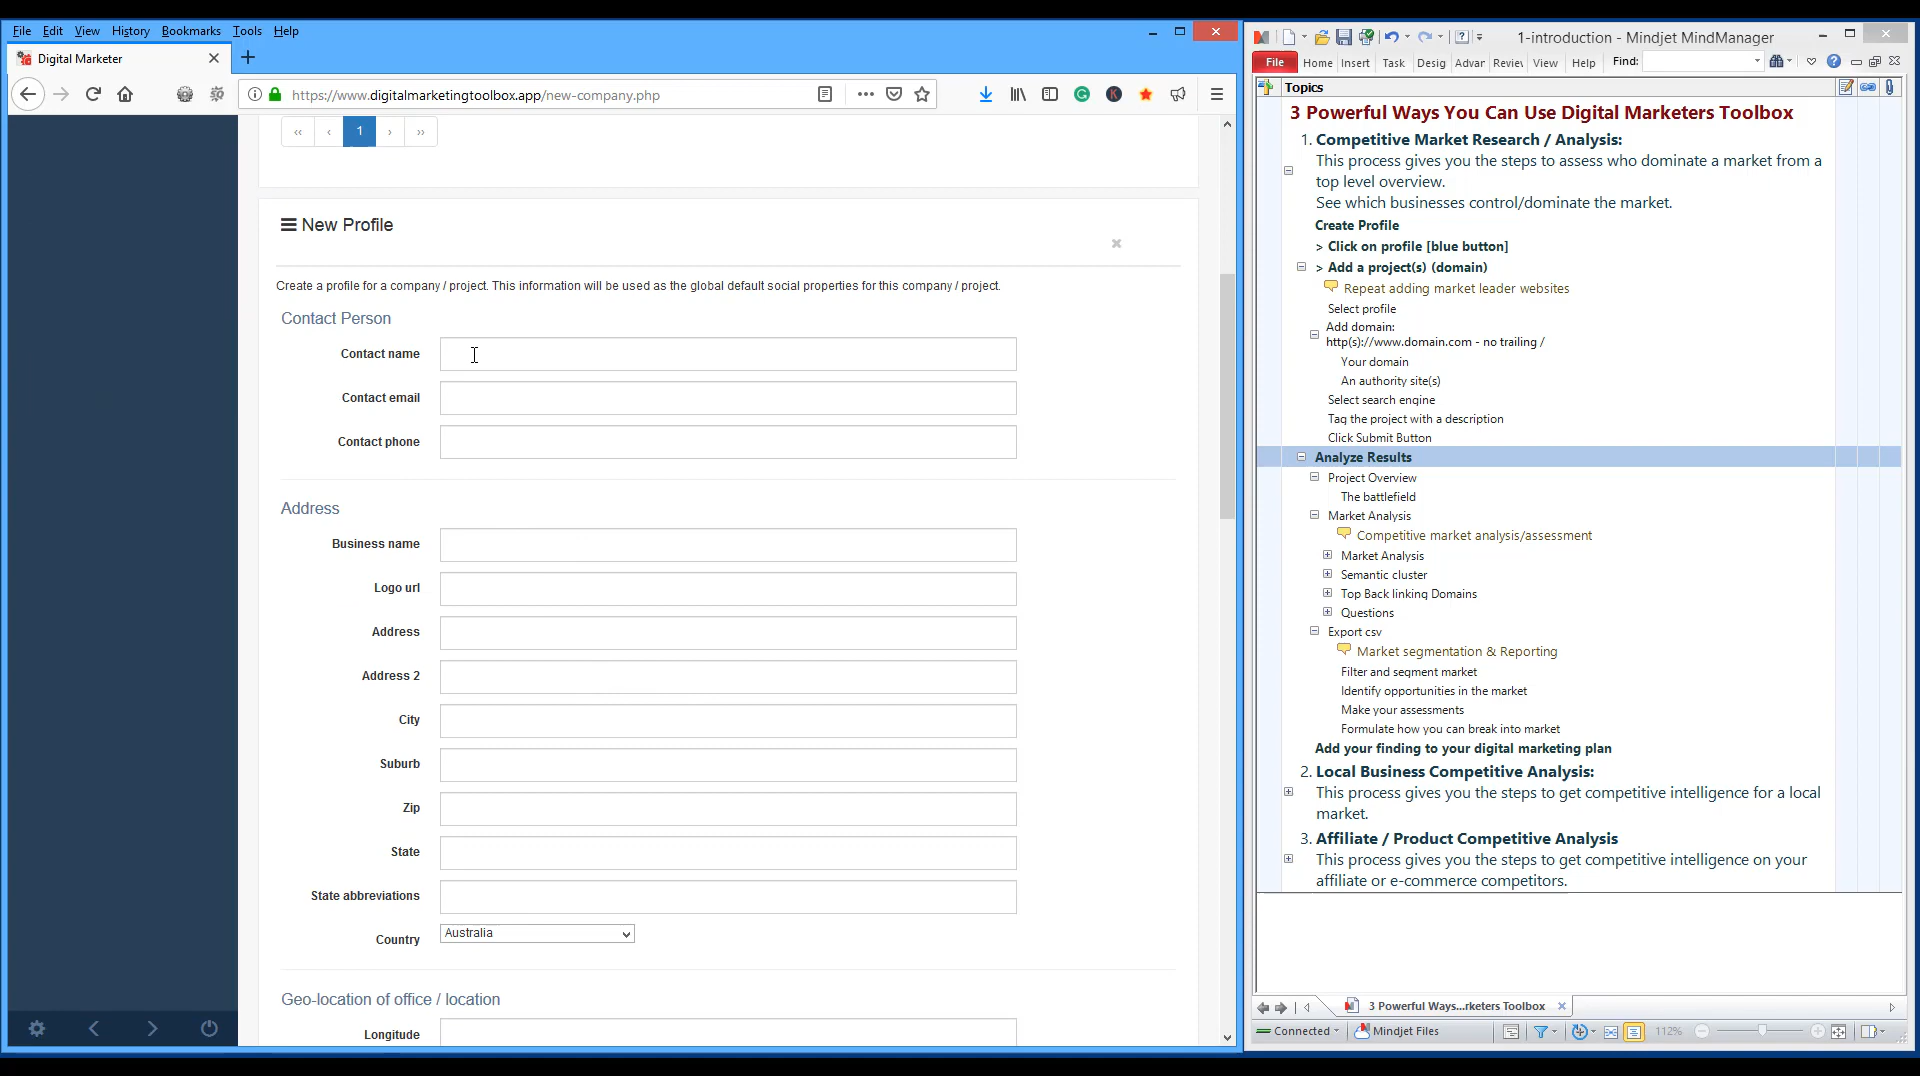 File Edit View History Bookmarks Tools Help
Digital Marketer
https://www.digitalmarketingtoolbox.app/new-company.php
‹‹ ‹ 1 › ››
New Profile
Create a profile for a company / project. This information will be used as the global default social properties for this company / project.
Contact Person
Contact name
Contact email
Contact phone
Address
Business name
Logo url
Address
Address 2
City
Suburb
Zip
State
State abbreviations
Country Australia
Geo-location of office / location
Longitude
1-introduction - Mindjet MindManager
File Home Insert Task Desig Advar Reviev View Help Find:
Topics
3 Powerful Ways You Can Use Digital Marketers Toolbox
1. Competitive Market Research / Analysis:
This process gives you the steps to assess who dominate a market from a
top level overview.
See which businesses control/dominate the market.
Create Profile
> Click on profile [blue button]
> Add a project(s) (domain)
Repeat adding market leader websites
Select profile
Add domain:
http(s)://www.domain.com - no trailing /
Your domain
An authority site(s)
Select search engine
Tag the project with a description
Click Submit Button
Analyze Results
Project Overview
The battlefield
Market Analysis
Competitive market analysis/assessment
Market Analysis
Semantic cluster
Top Back linking Domains
Questions
Export csv
Market segmentation & Reporting
Filter and segment market
Identify opportunities in the market
Make your assessments
Formulate how you can break into market
Add your finding to your digital marketing plan
2. Local Business Competitive Analysis:
This process gives you the steps to get competitive intelligence for a local
market.
3. Affiliate / Product Competitive Analysis
This process gives you the steps to get competitive intelligence on your
affiliate or e-commerce competitors.
3 Powerful Ways...rketers Toolbox
Connected Mindjet Files 112%